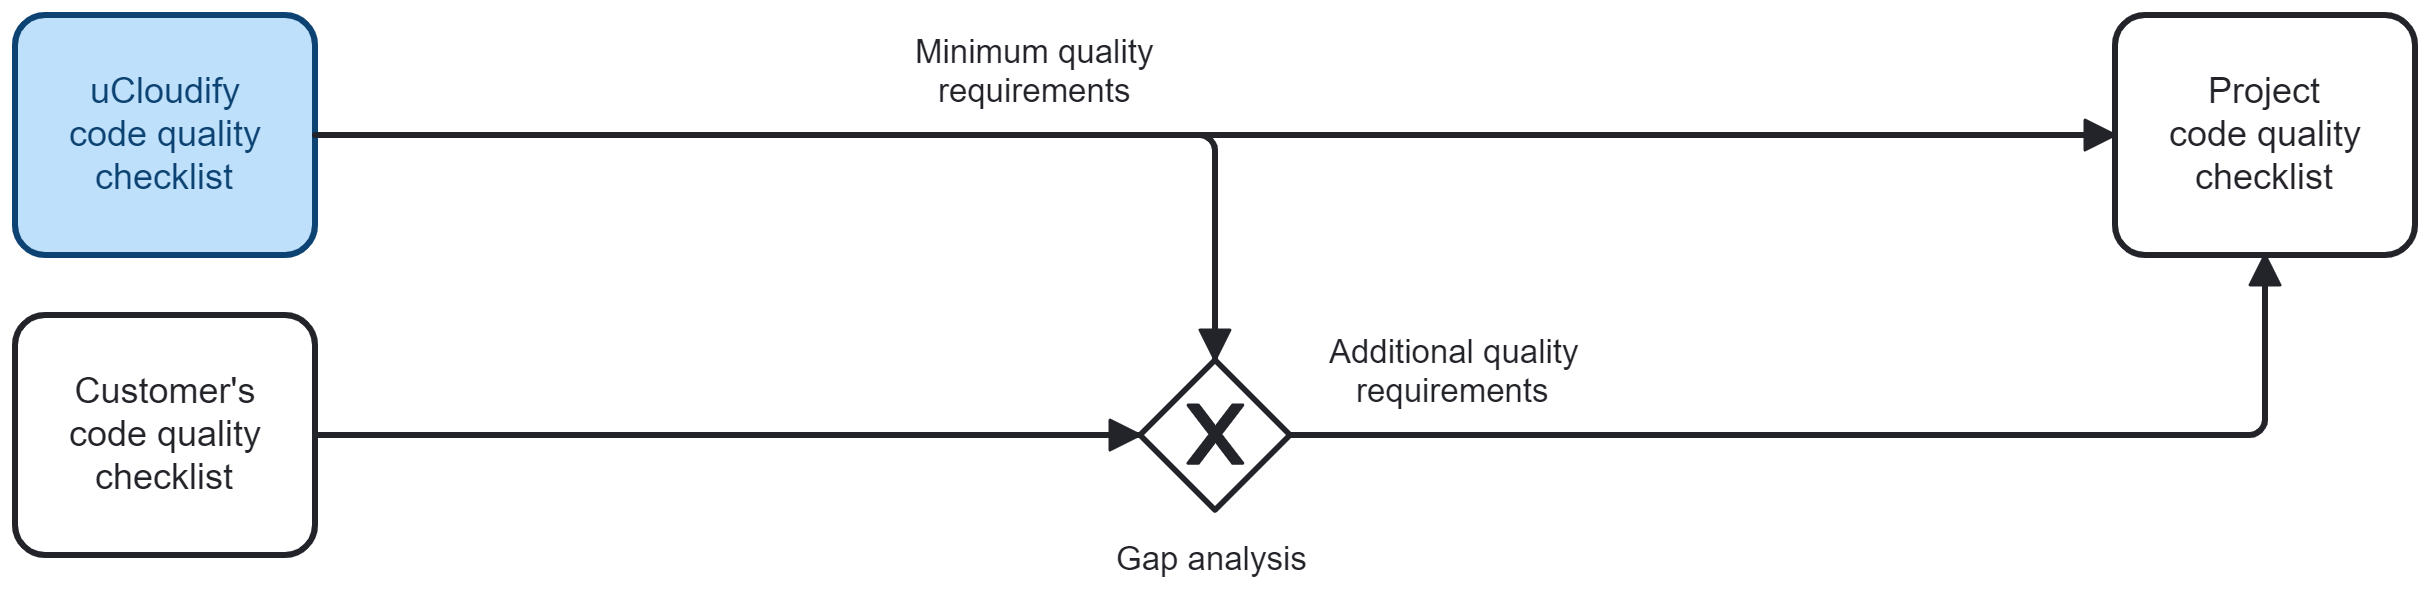 uCloudify
code quality
checklist
Minimum quality
requirements
Project
code quality
checklist
Customer's
code quality
checklist
X
Additional quality
requirements
Gap analysis